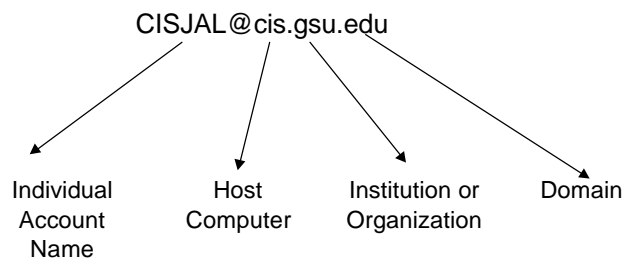 CISJAL@cis.gsu.edu
Individual
Account
Name
Host
Computer
Institution or
Organization
Domain